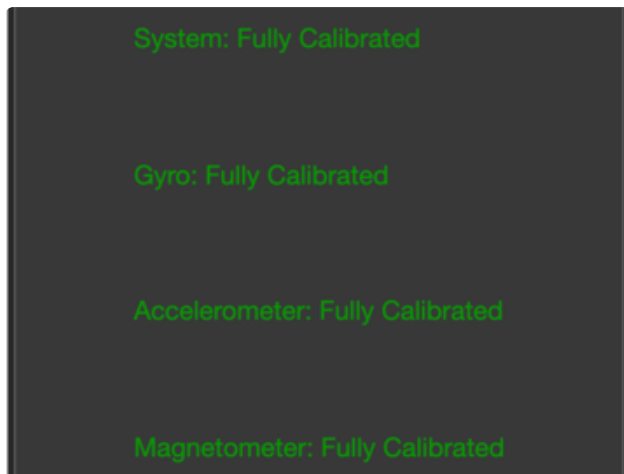 System: Fully Calibrated
Gyro: Fully Calibrated
Accelerometer: Fully Calibrated
Magnetometer: Fully Calibrated